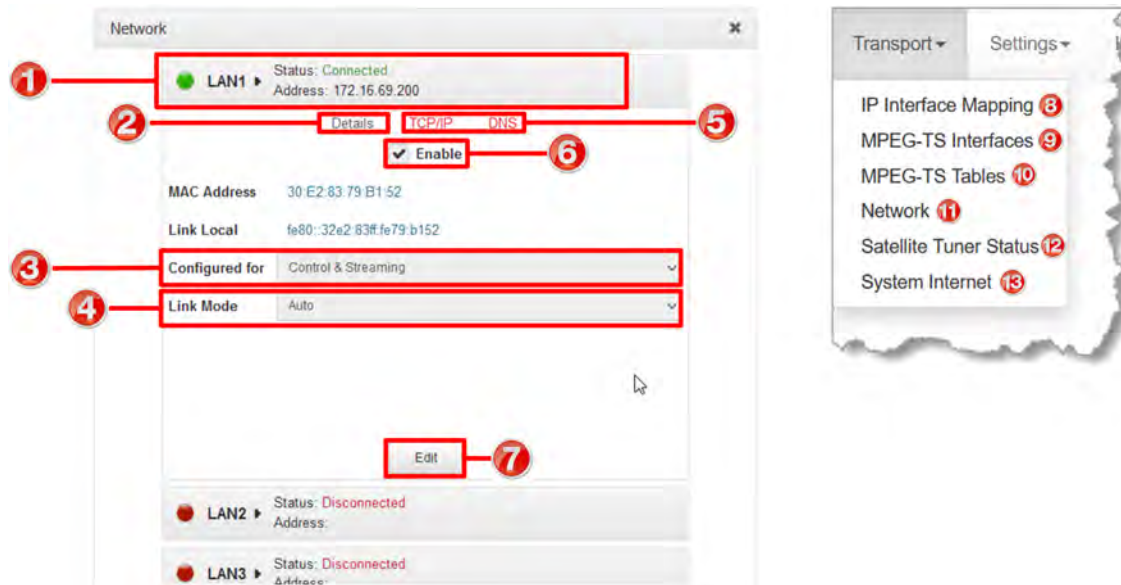 Network
1 LAN1 Status: Connected
Address: 172.16.69.200
2 Details TCP/IP DNS 5
Enable 6
MAC Address 30:E2:83:79:B1:52
Link Local fe80::32e2:83ff:fe79:b152
3 Configured for Control & Streaming
4 Link Mode Auto
Edit 7
LAN2 Status: Disconnected
Address:
LAN3 Status: Disconnected
Address:
Transport Settings
IP Interface Mapping 8
MPEG-TS Interfaces 9
MPEG-TS Tables 10
Network 11
Satellite Tuner Status 12
System Internet 13